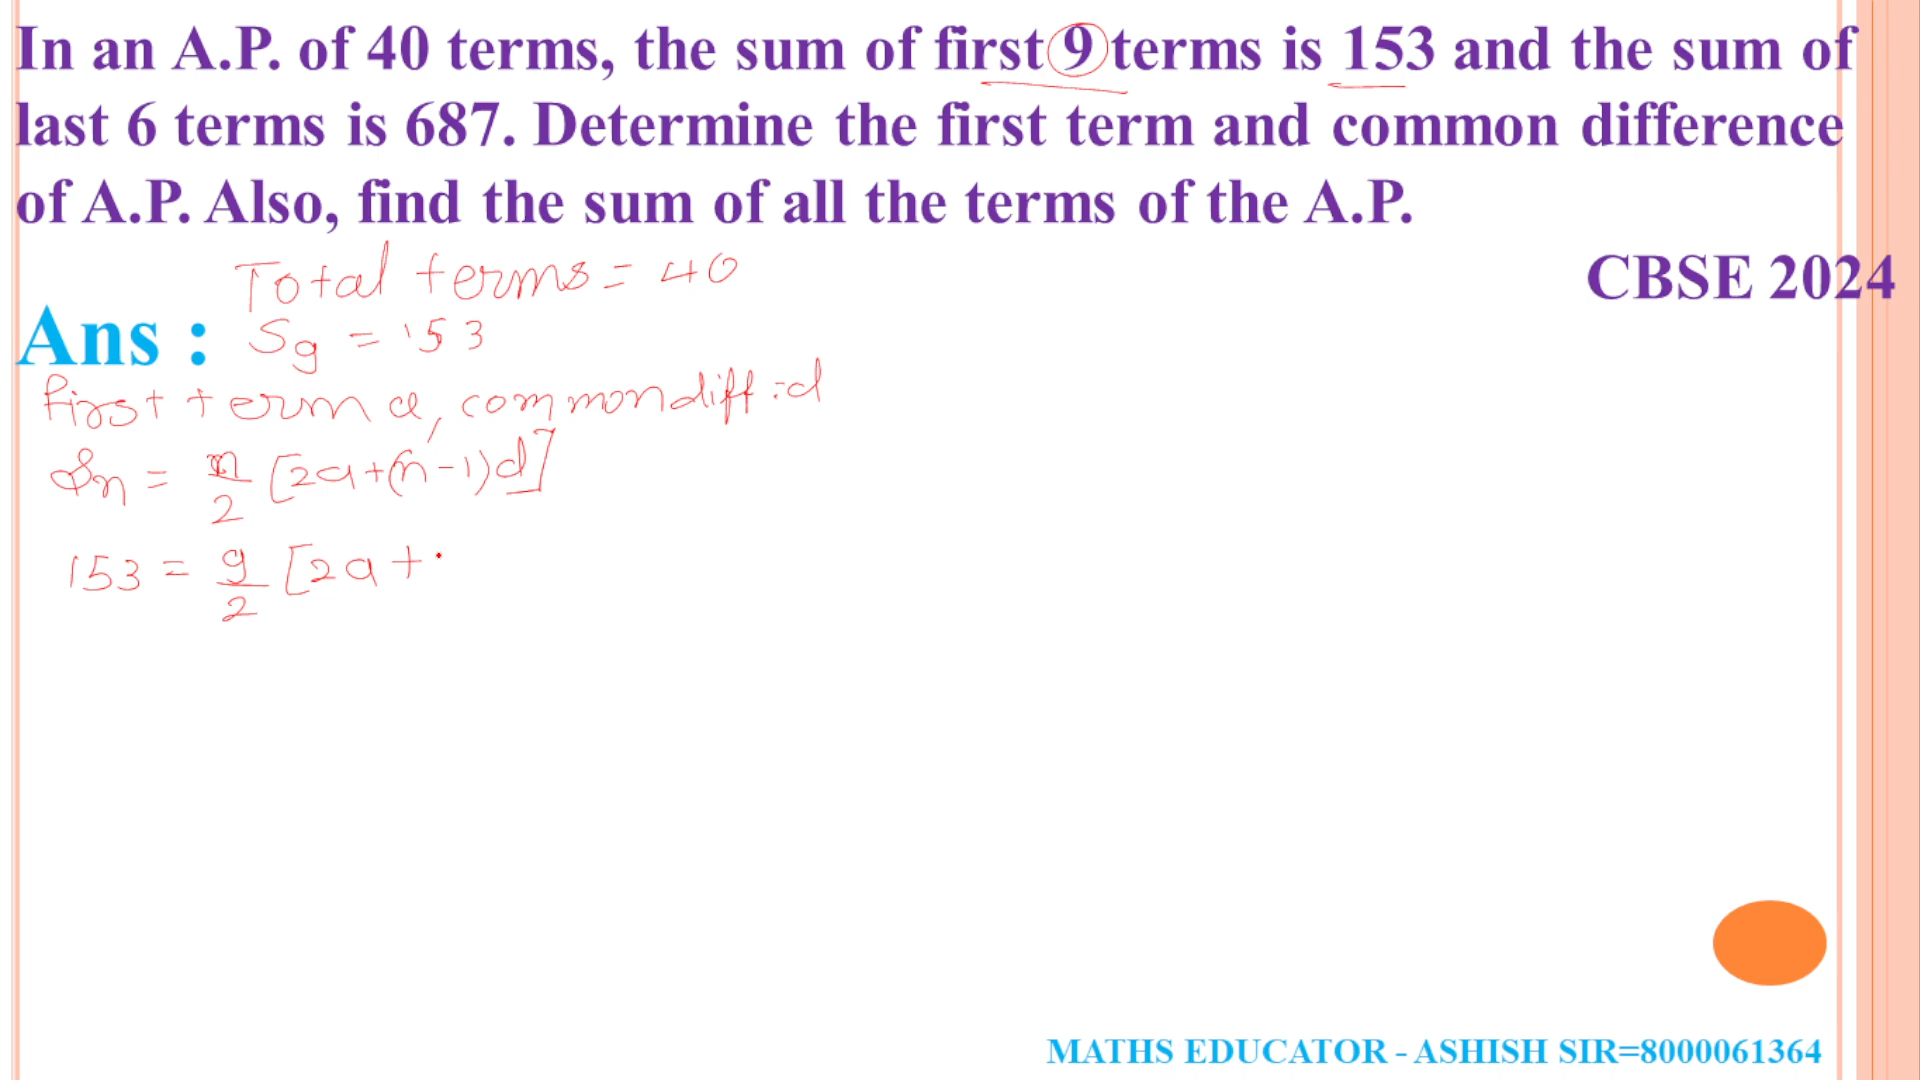 In an A.P. of 40 terms, the sum of first 9 terms is 153 and the sum of
last 6 terms is 687. Determine the first term and common difference
of A.P. Also, find the sum of all the terms of the A.P.
CBSE 2024
Total terms = 40
Ans : S9 = 153
first term a, common diff = d
Sn = n/2 [2a+(n-1)d]
153 = 9/2 [2a +
MATHS EDUCATOR - ASHISH SIR=8000061364